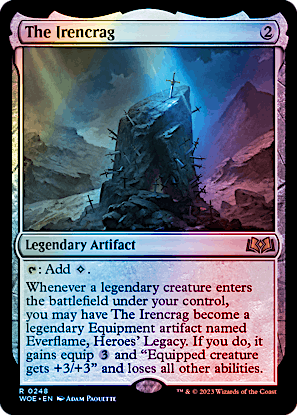 The Irencrag 2
Legendary Artifact
: Add .
Whenever a legendary creature enters
the battlefield under your control,
you may have The Irencrag become a
legendary Equipment artifact named
Everflame, Heroes' Legacy. If you do, it
gains equip 3 and "Equipped creature
gets +3/+3" and loses all other abilities.
R 0248
WOE • EN Adam Paquette
™ & © 2023 Wizards of the Coast